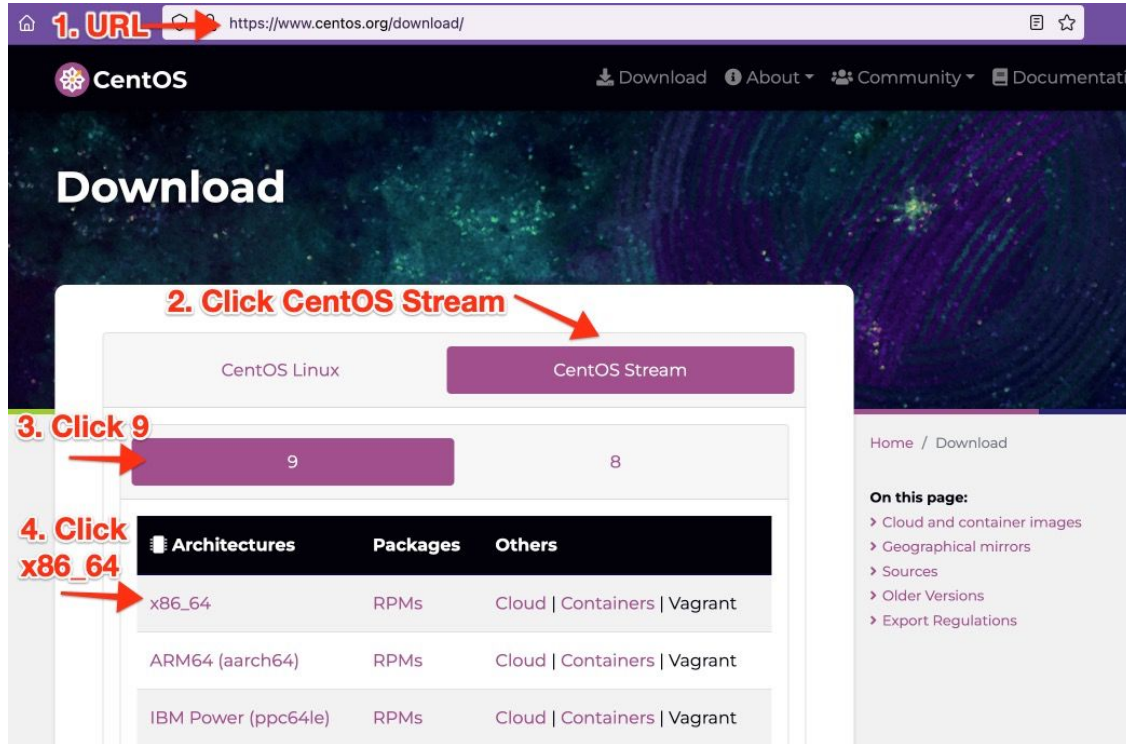 1. URL
https://www.centos.org/download/
CentOS
Download
About
Community
Documentati
Download
2. Click CentOS Stream
CentOS Linux
CentOS Stream
3. Click 9
9
8
Home / Download
On this page:
Cloud and container images
Geographical mirrors
Sources
Older Versions
Export Regulations
4. Click
x86_64
Architectures Packages Others
x86_64 RPMs Cloud | Containers | Vagrant
ARM64 (aarch64) RPMs Cloud | Containers | Vagrant
IBM Power (ppc64le) RPMs Cloud | Containers | Vagrant